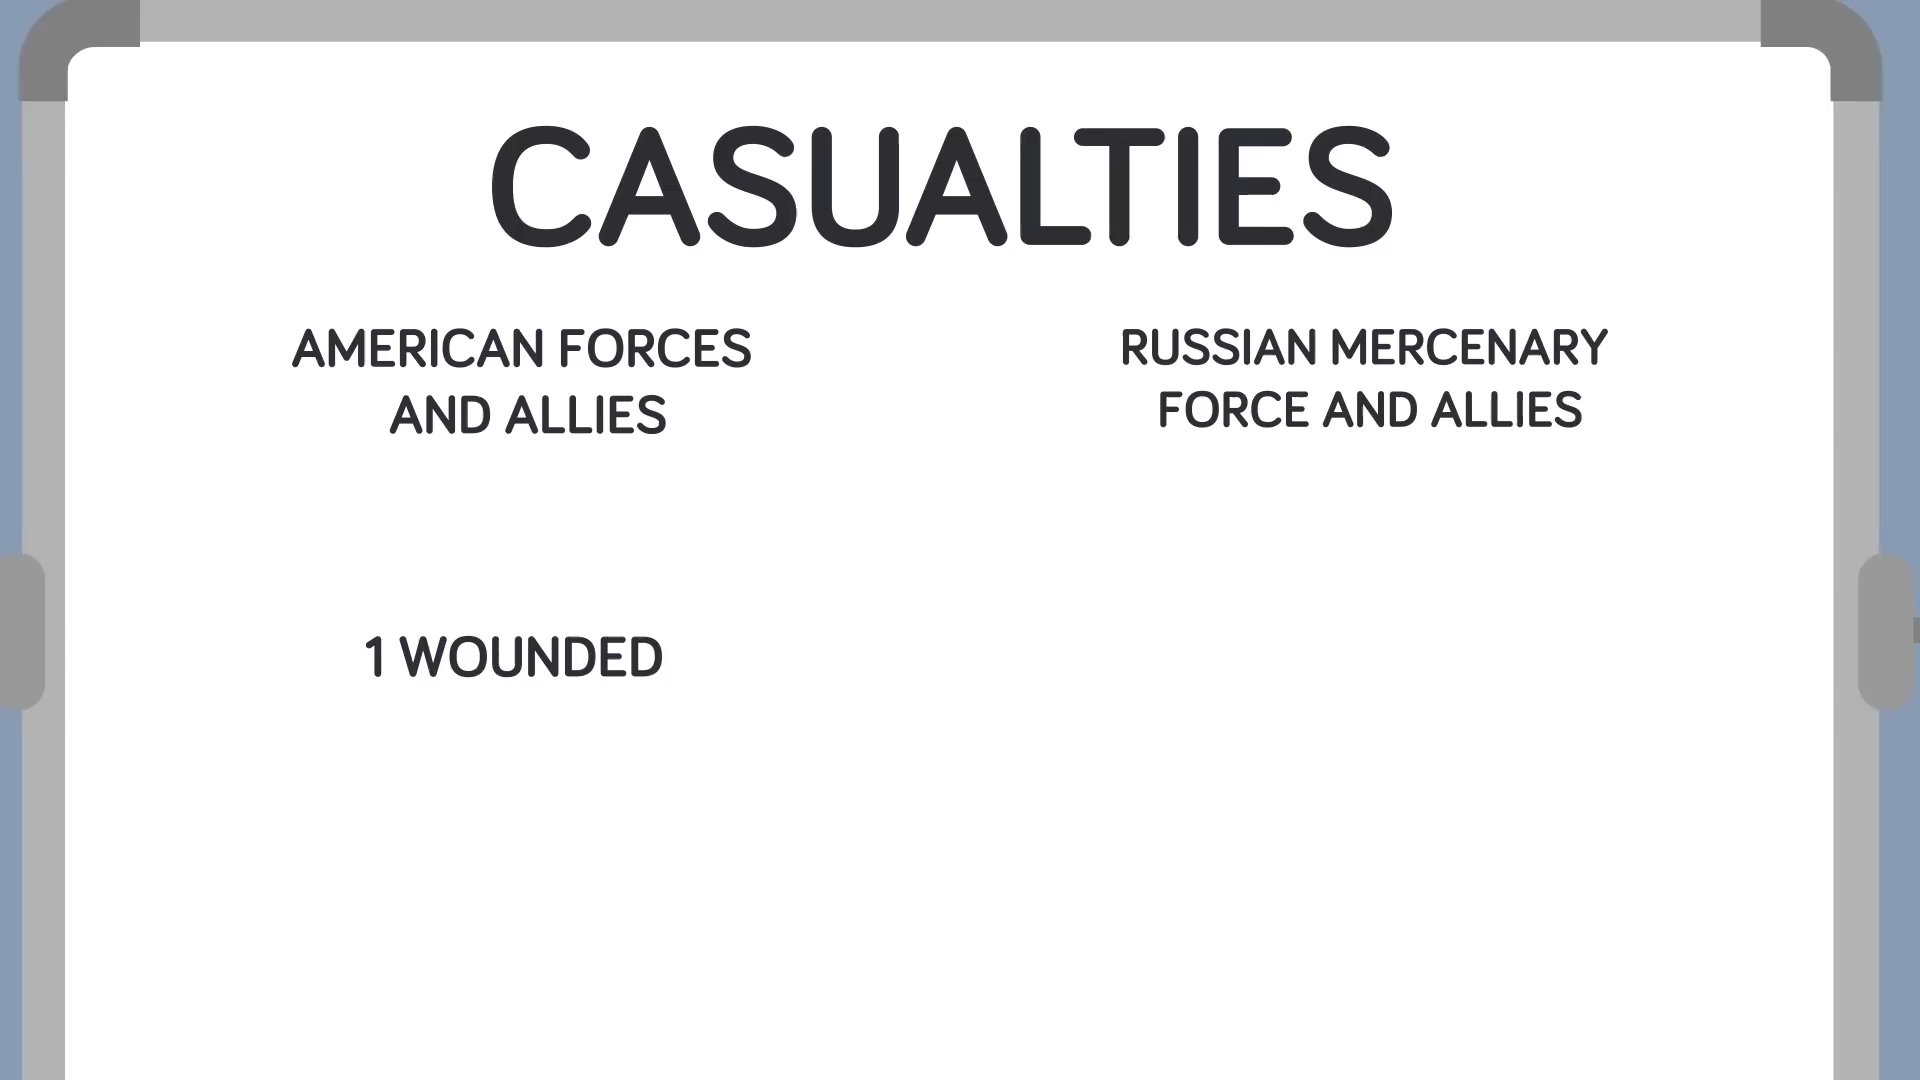 CASUALTIES
AMERICAN FORCES
AND ALLIES
RUSSIAN MERCENARY
FORCE AND ALLIES
1 WOUNDED